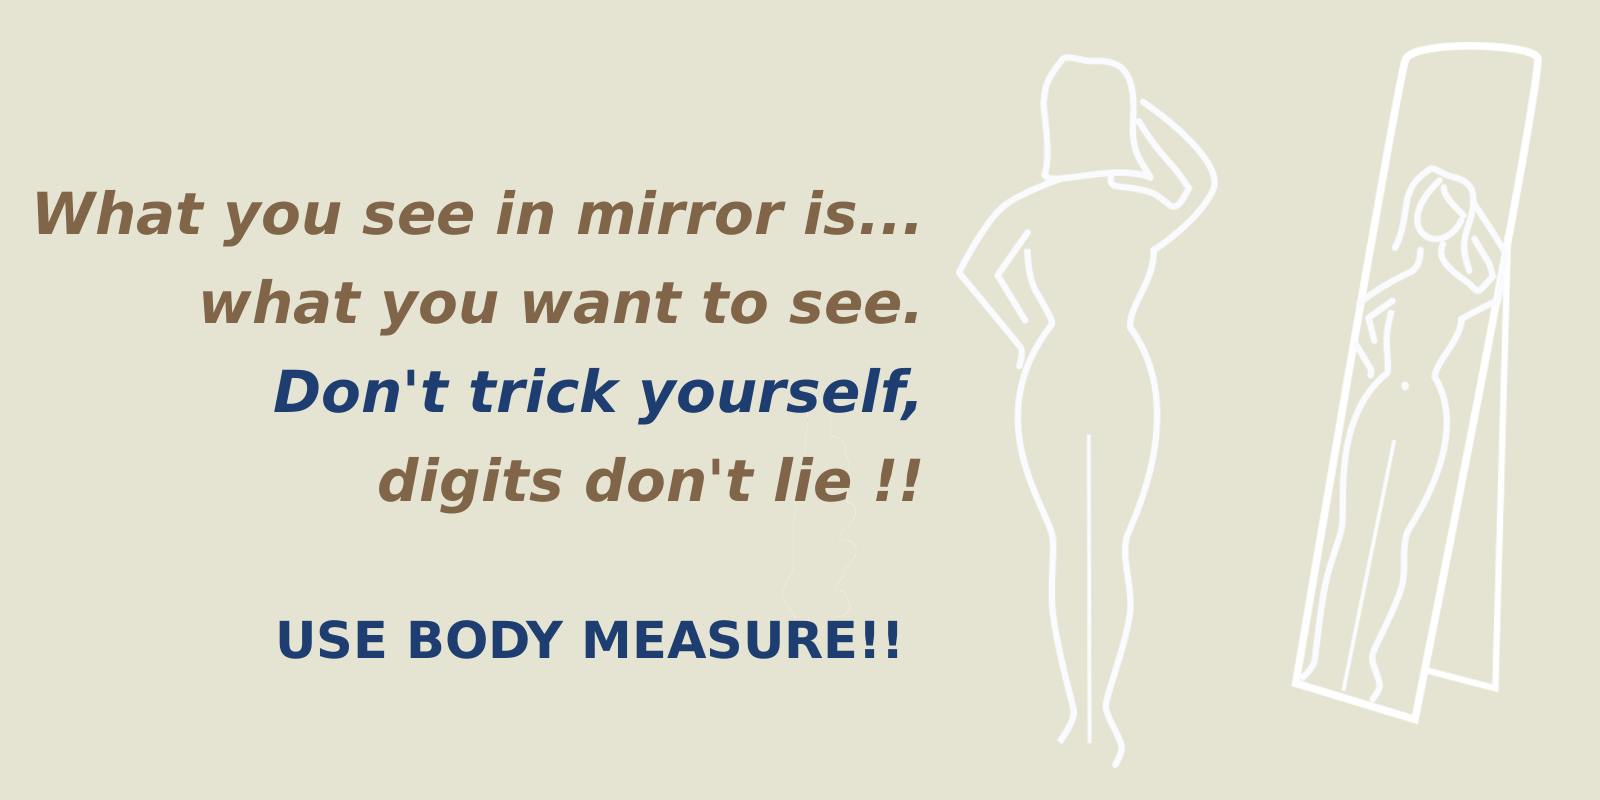 What you see in mirror is...
what you want to see.
Don't trick yourself,
digits don't lie !!
USE BODY MEASURE!!